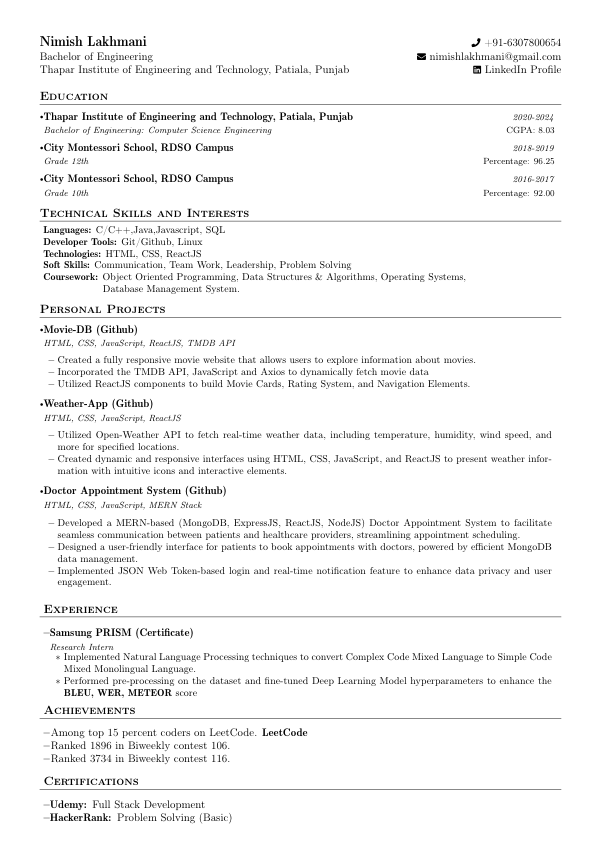 Nimish Lakhmani
+91-6307800654
Bachelor of Engineering
nimishlakhmani@gmail.com
Thapar Institute of Engineering and Technology, Patiala, Punjab
LinkedIn Profile
Education
•Thapar Institute of Engineering and Technology, Patiala, Punjab
2020-2024
Bachelor of Engineering: Computer Science Engineering
CGPA: 8.03
•City Montessori School, RDSO Campus
2018-2019
Grade 12th
Percentage: 96.25
•City Montessori School, RDSO Campus
2016-2017
Grade 10th
Percentage: 92.00
Technical Skills and Interests
Languages: C/C++,Java,Javascript, SQL
Developer Tools: Git/Github, Linux
Technologies: HTML, CSS, ReactJS
Soft Skills: Communication, Team Work, Leadership, Problem Solving
Coursework: Object Oriented Programming, Data Structures & Algorithms, Operating Systems,
Database Management System.
Personal Projects
•Movie-DB (Github)
HTML, CSS, JavaScript, ReactJS, TMDB API
– Created a fully responsive movie website that allows users to explore information about movies.
– Incorporated the TMDB API, JavaScript and Axios to dynamically fetch movie data
– Utilized ReactJS components to build Movie Cards, Rating System, and Navigation Elements.
•Weather-App (Github)
HTML, CSS, JavaScript, ReactJS
– Utilized Open-Weather API to fetch real-time weather data, including temperature, humidity, wind speed, and
more for specified locations.
– Created dynamic and responsive interfaces using HTML, CSS, JavaScript, and ReactJS to present weather infor-
mation with intuitive icons and interactive elements.
•Doctor Appointment System (Github)
HTML, CSS, JavaScript, MERN Stack
– Developed a MERN-based (MongoDB, ExpressJS, ReactJS, NodeJS) Doctor Appointment System to facilitate
seamless communication between patients and healthcare providers, streamlining appointment scheduling.
– Designed a user-friendly interface for patients to book appointments with doctors, powered by efficient MongoDB
data management.
– Implemented JSON Web Token-based login and real-time notification feature to enhance data privacy and user
engagement.
Experience
–Samsung PRISM (Certificate)
Research Intern
∗ Implemented Natural Language Processing techniques to convert Complex Code Mixed Language to Simple Code
Mixed Monolingual Language.
∗ Performed pre-processing on the dataset and fine-tuned Deep Learning Model hyperparameters to enhance the
BLEU, WER, METEOR score
Achievements
–Among top 15 percent coders on LeetCode. LeetCode
–Ranked 1896 in Biweekly contest 106.
–Ranked 3734 in Biweekly contest 116.
Certifications
–Udemy: Full Stack Development
–HackerRank: Problem Solving (Basic)